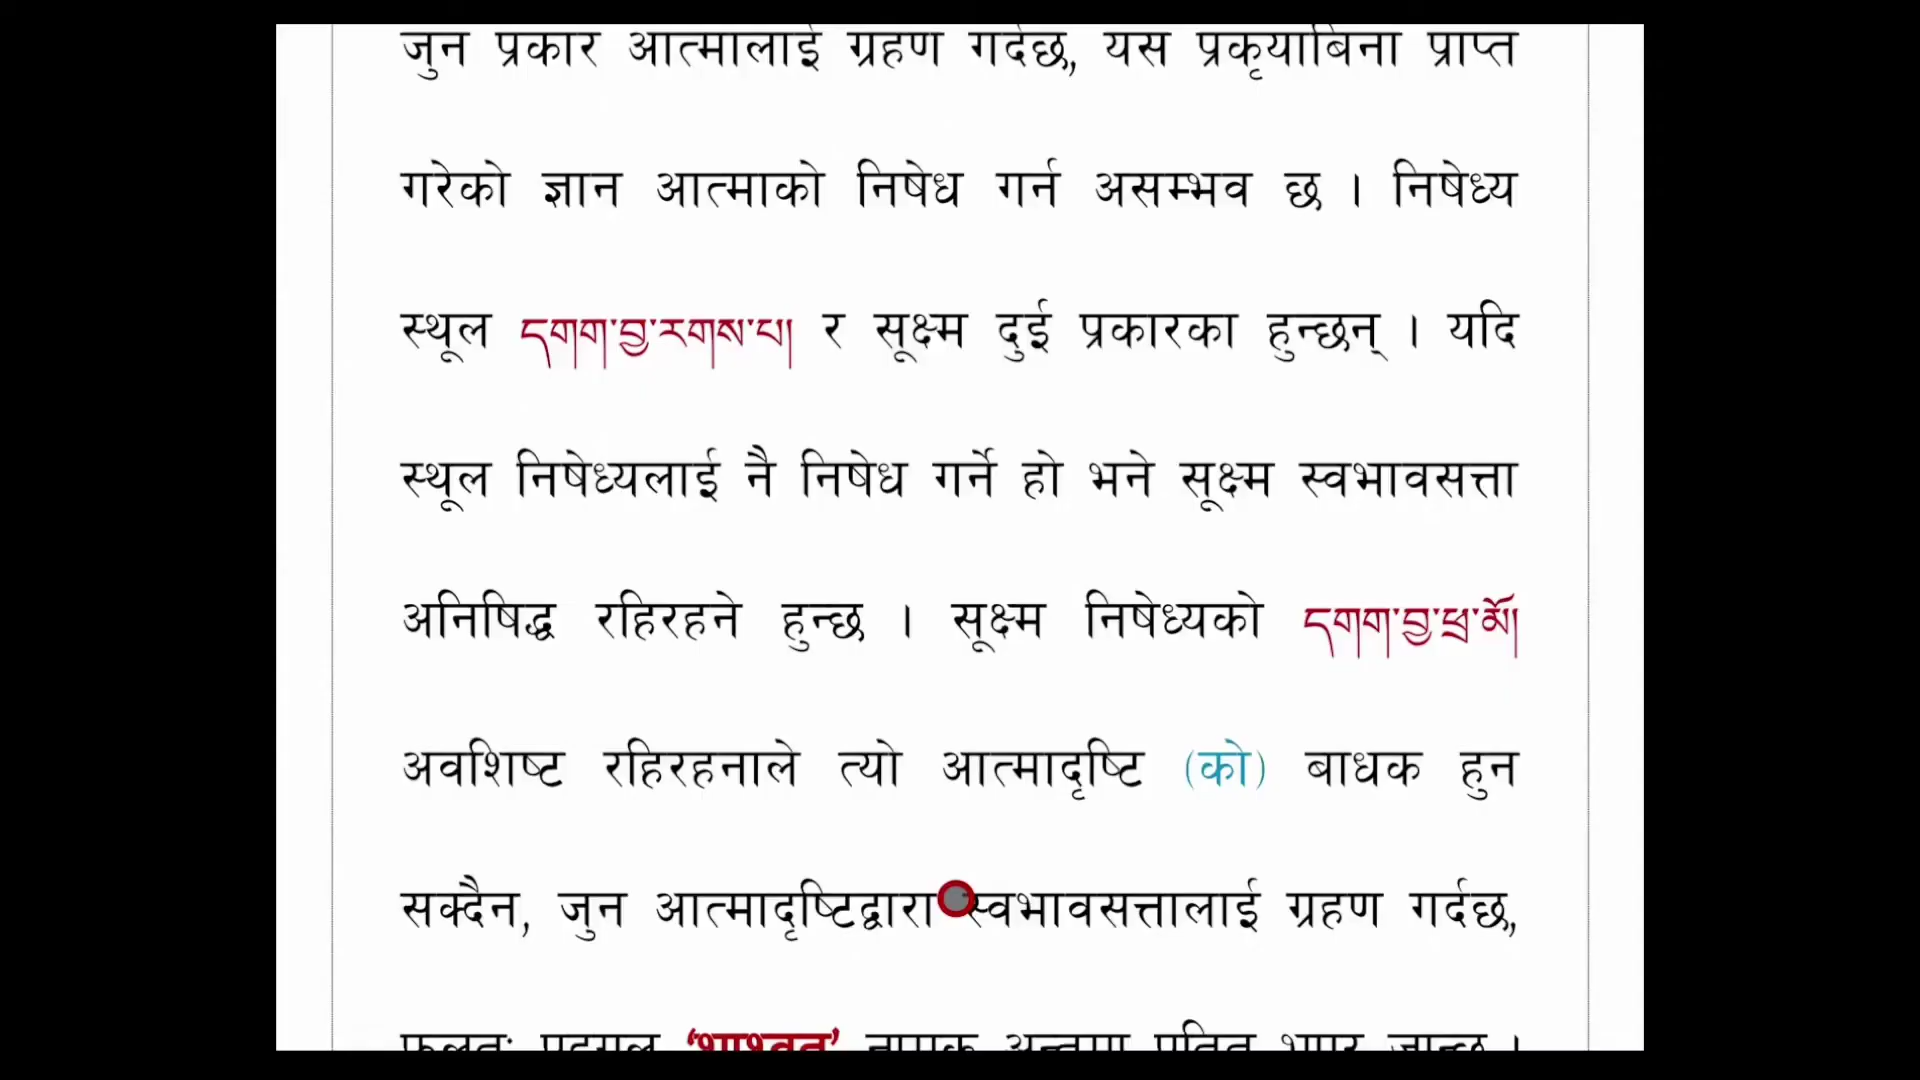 जुन प्रकार आत्मालाई ग्रहण गर्दछ, यस प्रकृयाबिना प्राप्त
गरेको ज्ञान आत्माको निषेध गर्न असम्भव छ । निषेध्य
स्थूल དགག་བྱ་རགས་པ། र सूक्ष्म दुई प्रकारका हुन्छन् । यदि
स्थूल निषेध्यलाई नै निषेध गर्ने हो भने सूक्ष्म स्वभावसत्ता
अनिषिद्ध रहिरहने हुन्छ । सूक्ष्म निषेध्यको དགག་བྱ་ཕྲ་མོ།
अवशिष्ट रहिरहनाले त्यो आत्मादृष्टि (को) बाधक हुन
सक्दैन, जुन आत्मादृष्टिद्वारा स्वभावसत्तालाई ग्रहण गर्दछ,
‘शाश्वत’